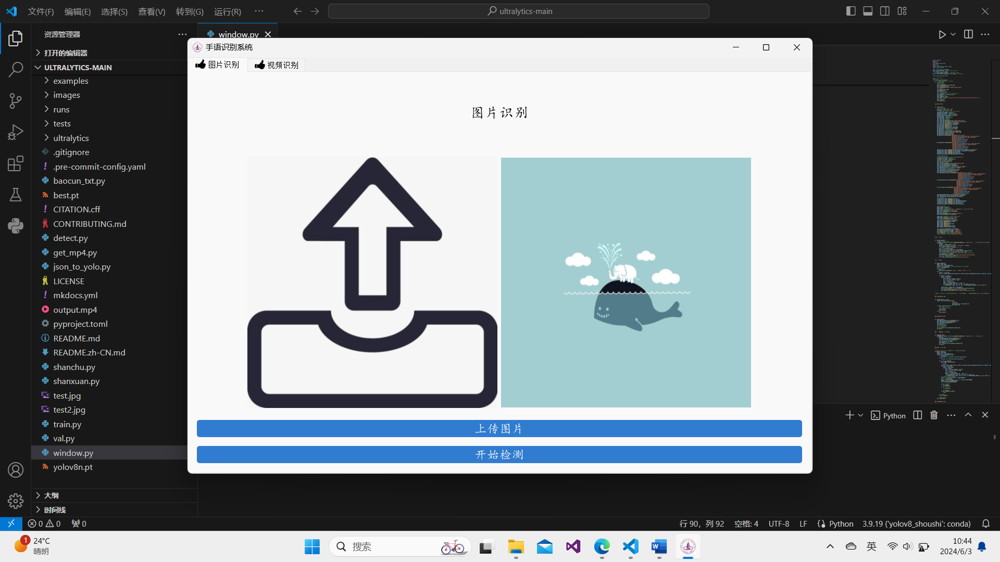 文件(F) 编辑(E) 选择(S) 查看(V) 转到(G) 运行(R) ···
ultralytics-main
资源管理器
window.py
打开的编辑器
ULTRALYTICS-MAIN
examples
images
runs
tests
ultralytics
.gitignore
.pre-commit-config.yaml
baocun_txt.py
best.pt
CITATION.cff
CONTRIBUTING.md
detect.py
get_mp4.py
json_to_yolo.py
LICENSE
mkdocs.yml
output.mp4
pyproject.toml
README.md
README.zh-CN.md
shanchu.py
shanxuan.py
test.jpg
test2.jpg
train.py
val.py
window.py
yolov8n.pt
大纲
时间线
手语识别系统
图片识别 视频识别
图片识别
上传图片
开始检测
Python
0 0 0
行 90，列 92 空格: 4 UTF-8 LF Python 3.9.19 ('yolov8_shoushi': conda)
1
24°C
晴朗
搜索
英
10:44
2024/6/3